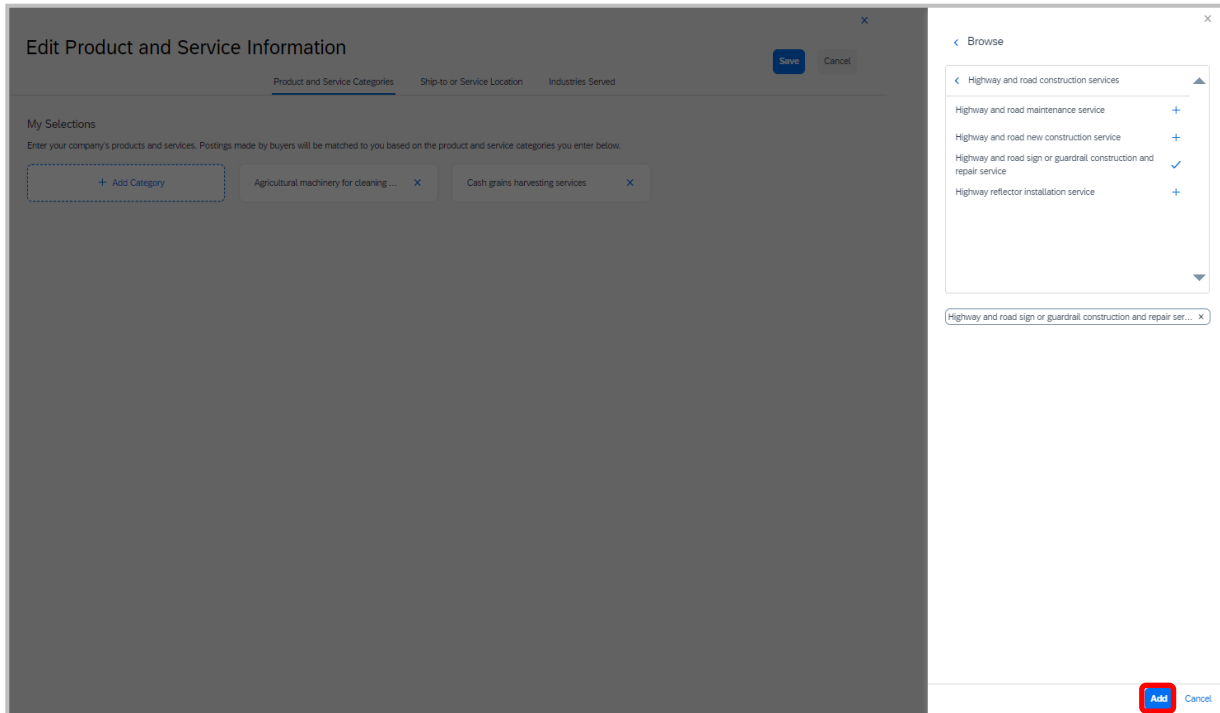 Edit Product and Service Information
Save
Cancel
Product and Service Categories
Ship-to or Service Location
Industries Served
My Selections
Enter your company's products and services. Postings made by buyers will be matched to you based on the product and service categories you enter below.
+ Add Category
Agricultural machinery for cleaning ...
Cash grains harvesting services
Browse
Highway and road construction services
Highway and road maintenance service
Highway and road new construction service
Highway and road sign or guardrail construction and
repair service
Highway reflector installation service
Highway and road sign or guardrail construction and repair ser...
Add
Cancel